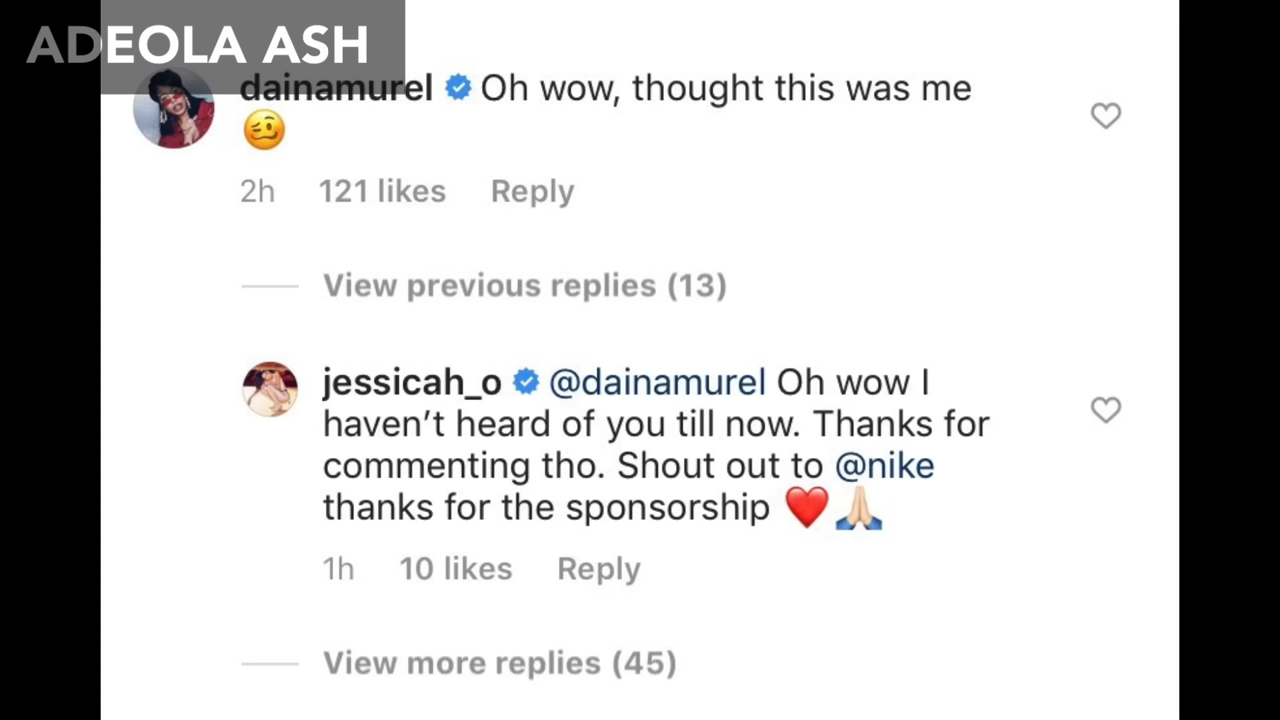 ADEOLA ASH
dainamurel Oh wow, thought this was me
🥴
2h 121 likes Reply
View previous replies (13)
jessicah_o @dainamurel Oh wow I
haven't heard of you till now. Thanks for
commenting tho. Shout out to @nike
thanks for the sponsorship ❤️🙏🏻
1h 10 likes Reply
View more replies (45)